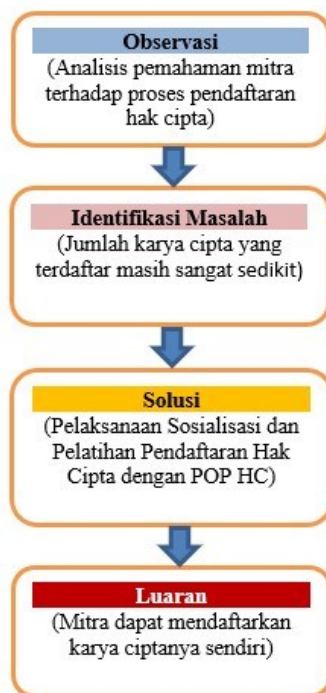 Observasi
(Analisis pemahaman mitra
terhadap proses pendaftaran
hak cipta)
Identifikasi Masalah
(Jumlah karya cipta yang
terdaftar masih sangat sedikit)
Solusi
(Pelaksanaan Sosialisasi dan
Pelatihan Pendaftaran Hak
Cipta dengan POP HC)
Luaran
(Mitra dapat mendaftarkan
karya ciptanya sendiri)